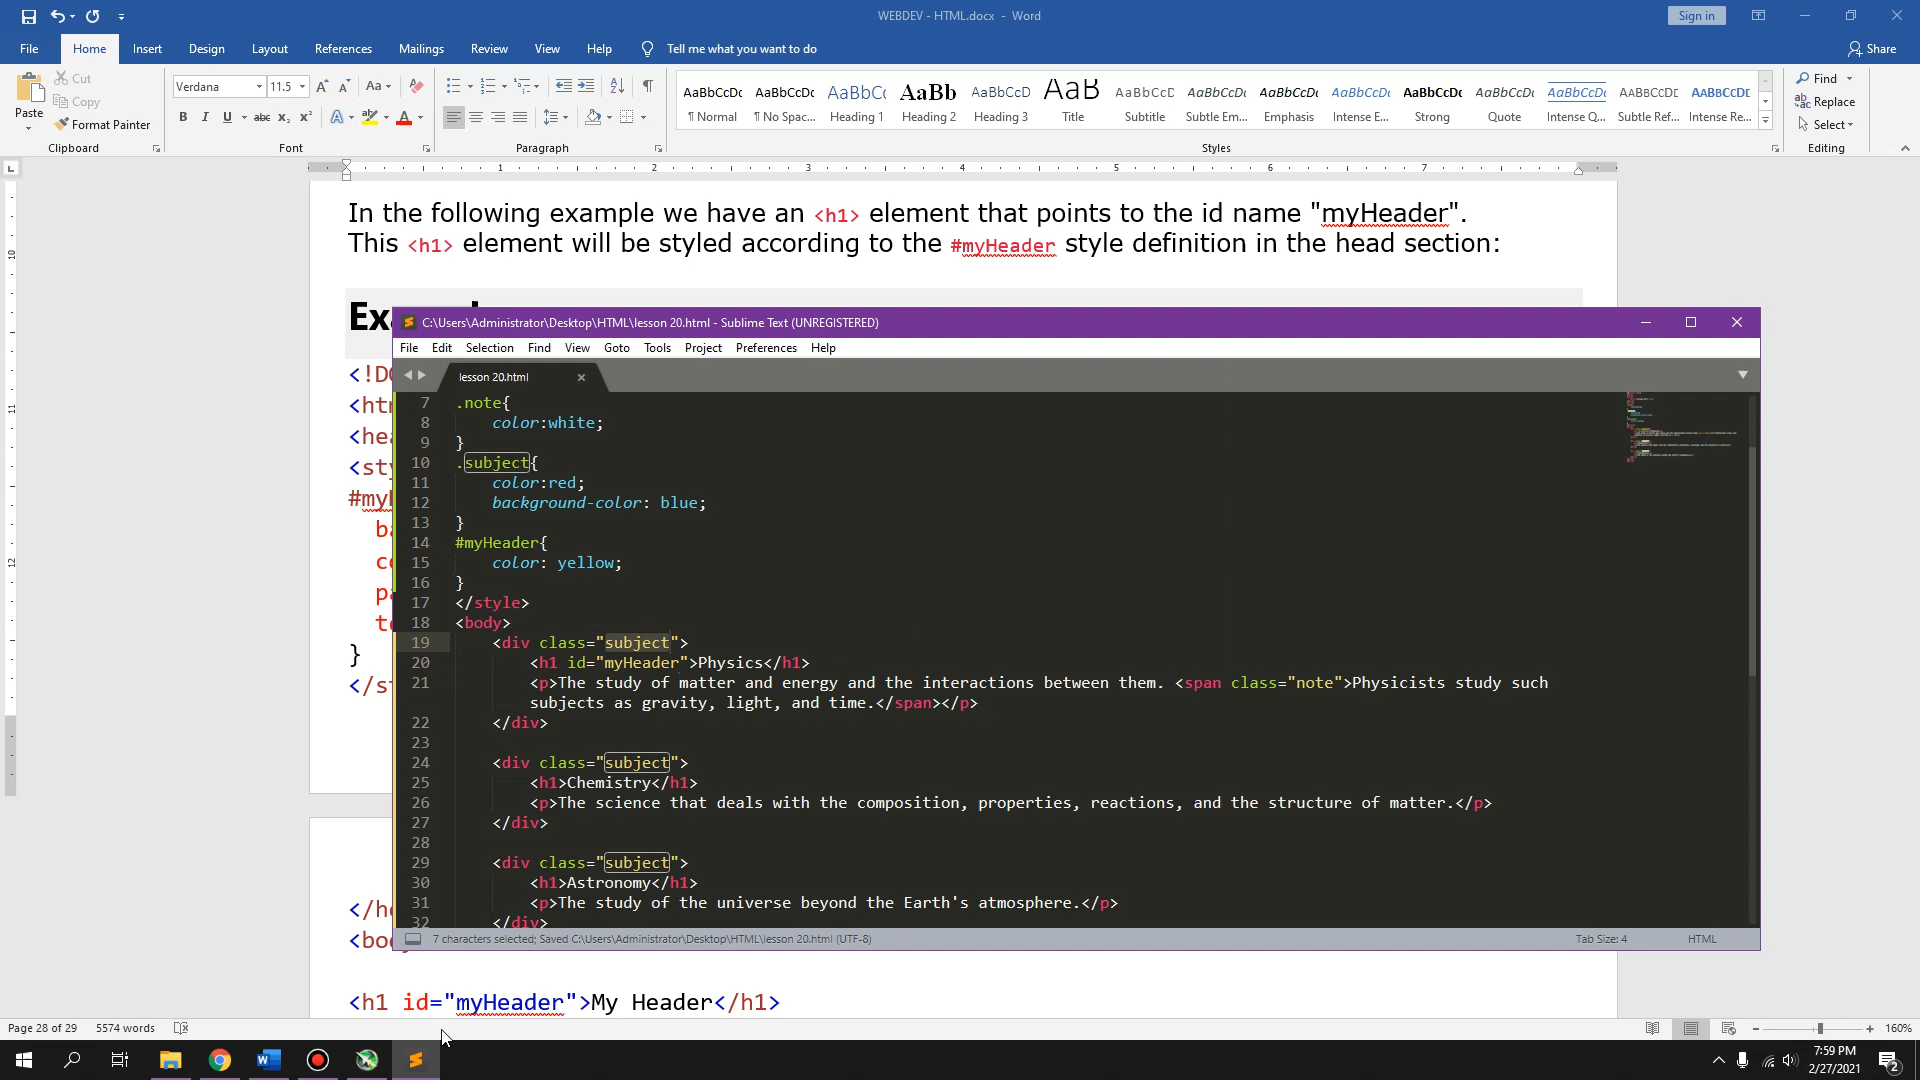 WEBDEV - HTML.docx - Word
Sign in
File Home Insert Design Layout References Mailings Review View Help Tell me what you want to do
Share
Paste
Cut
Copy
Format Painter
Clipboard
Verdana 11.5
Font
Paragraph
AaBbCcDc AaBbCcDc AaBbCc AaBb AaBbCcD AaB AaBbCcD AaBbCcDc AaBbCcDc AaBbCcDc AaBbCcDc AaBbCcDc AaBbCcDc AABBCCDE AABBCCDE
¶ Normal ¶ No Spac... Heading 1 Heading 2 Heading 3 Title Subtitle Subtle Em... Emphasis Intense E... Strong Quote Intense Q... Subtle Ref... Intense Re...
Styles
Find
Replace
Select
Editing
1 2 3 4 5 6 7
In the following example we have an <h1> element that points to the id name "myHeader".
This <h1> element will be styled according to the #myHeader style definition in the head section:
C:\Users\Administrator\Desktop\HTML\lesson 20.html - Sublime Text (UNREGISTERED)
File Edit Selection Find View Goto Tools Project Preferences Help
lesson 20.html
7 .note{
8 color:white;
9 }
10 .subject{
11 color:red;
12 background-color: blue;
13 }
14 #myHeader{
15 color: yellow;
16 }
17 </style>
18 <body>
19 <div class="subject">
20 <h1 id="myHeader">Physics</h1>
21 <p>The study of matter and energy and the interactions between them. <span class="note">Physicists study such
subjects as gravity, light, and time.</span></p>
22 </div>
23
24 <div class="subject">
25 <h1>Chemistry</h1>
26 <p>The science that deals with the composition, properties, reactions, and the structure of matter.</p>
27 </div>
28
29 <div class="subject">
30 <h1>Astronomy</h1>
31 <p>The study of the universe beyond the Earth's atmosphere.</p>
32 </div>
7 characters selected; Saved C:\Users\Administrator\Desktop\HTML\lesson 20.html (UTF-8)
Tab Size: 4 HTML
}
<h1 id="myHeader">My Header</h1>
Page 28 of 29 5574 words
160%
7:59 PM
2/27/2021
2